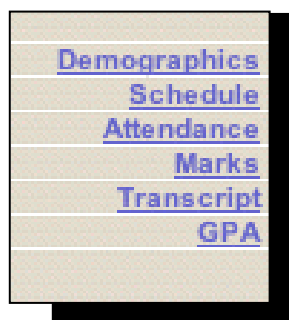 Demographics
Schedule
Attendance
Marks
Transcript
GPA